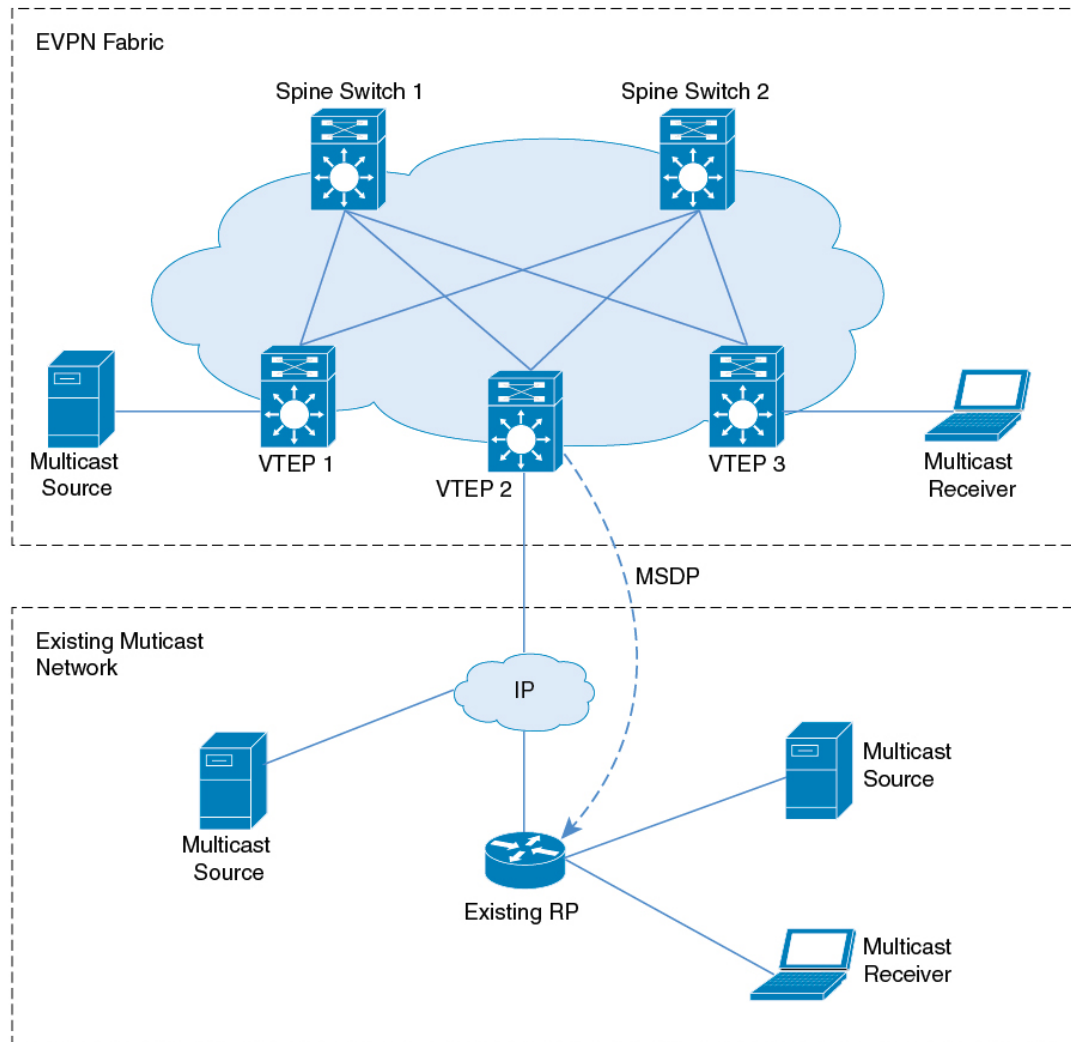 EVPN Fabric
Spine Switch 1
Spine Switch 2
Multicast
Source
VTEP 1
VTEP 2
VTEP 3
Multicast
Receiver
MSDP
Existing Muticast
Network
IP
Multicast
Source
Multicast
Source
Existing RP
Multicast
Receiver